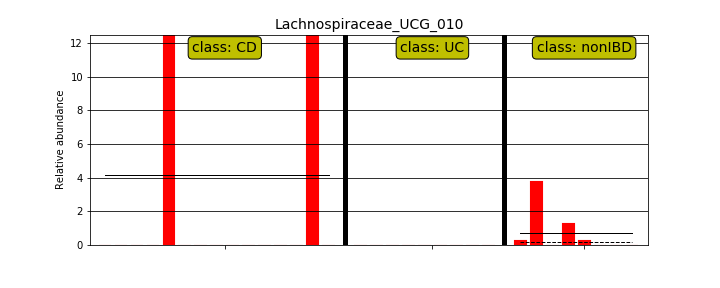 Lachnospiraceae_UCG_010
class: CD
class: UC
class: nonIBD
Relative abundance
12
10
8
6
4
2
0